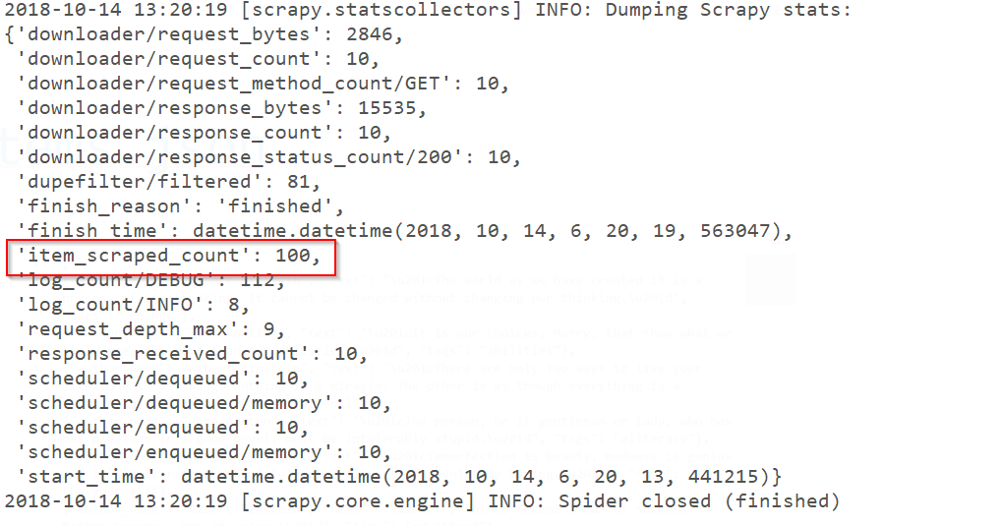 2018-10-14 13:20:19 [scrapy.statscollectors] INFO: Dumping Scrapy stats:
{'downloader/request_bytes': 2846,
'downloader/request_count': 10,
'downloader/request_method_count/GET': 10,
'downloader/response_bytes': 15535,
'downloader/response_count': 10,
'downloader/response_status_count/200': 10,
'dupefilter/filtered': 81,
'finish_reason': 'finished',
'finish_time': datetime.datetime(2018, 10, 14, 6, 20, 19, 563047),
'item_scraped_count': 100,
'log_count/DEBUG': 112,
'log_count/INFO': 8,
'request_depth_max': 9,
'response_received_count': 10,
'scheduler/dequeued': 10,
'scheduler/dequeued/memory': 10,
'scheduler/enqueued': 10,
'scheduler/enqueued/memory': 10,
'start_time': datetime.datetime(2018, 10, 14, 6, 20, 13, 441215)}
2018-10-14 13:20:19 [scrapy.core.engine] INFO: Spider closed (finished)